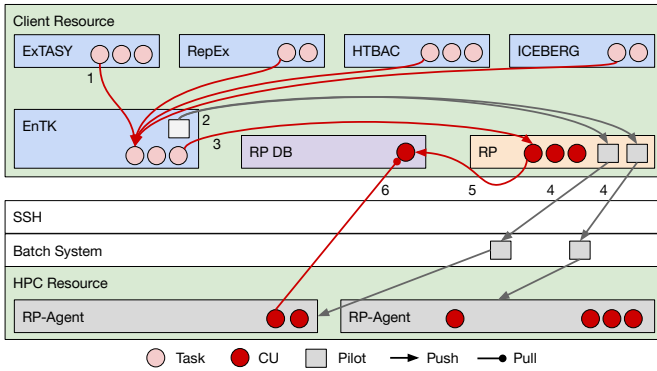 Client Resource
ExTASY
RepEx
HTBAC
ICEBERG
1
EnTK
2
3
RP DB
RP
6
5
4
4
SSH
Batch System
HPC Resource
RP-Agent
RP-Agent
Task
CU
Pilot
Push
Pull